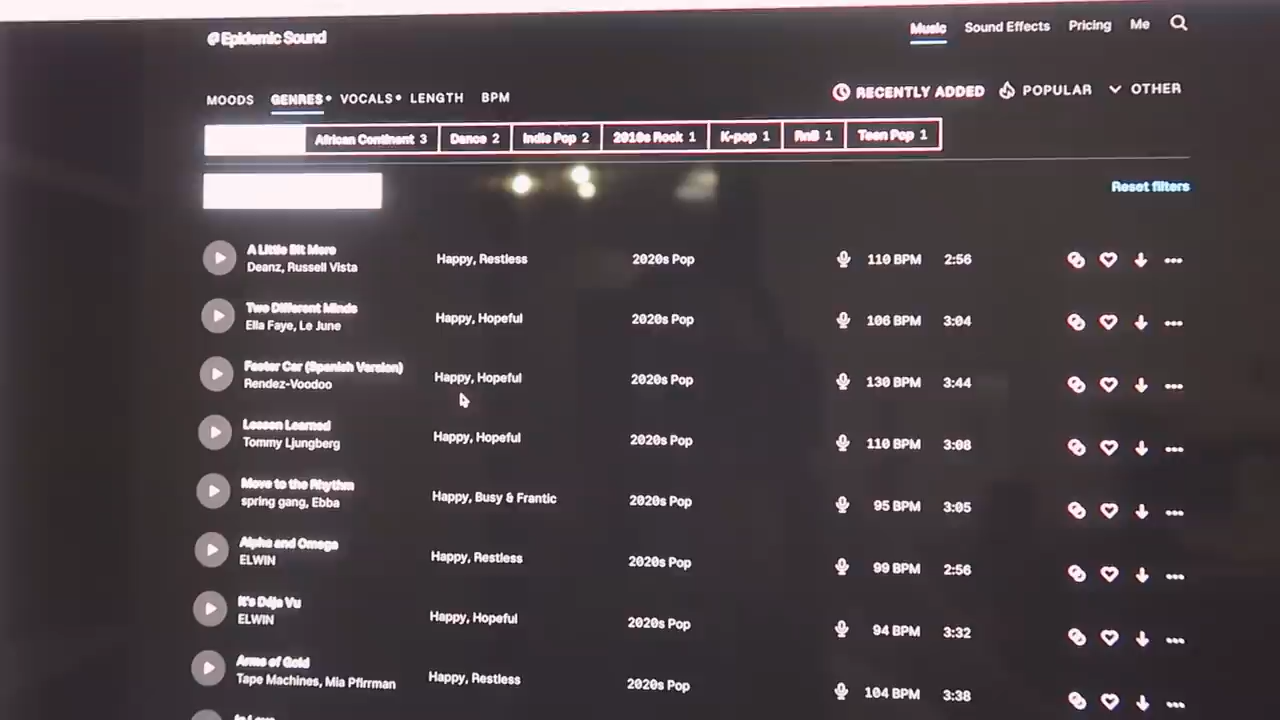 Epidemic Sound
Music Sound Effects Pricing Me
MOODS GENRES• VOCALS• LENGTH BPM
RECENTLY ADDED POPULAR OTHER
African Continent 3 Dance 2 Indie Pop 2 2010s Rock 1 K-pop 1 RnB 1 Teen Pop 1
Reset filters
A Little Bit More
Deanz, Russell Vista
Happy, Restless 2020s Pop 110 BPM 2:56
Two Different Minds
Ella Faye, Le June
Happy, Hopeful 2020s Pop 106 BPM 3:04
Faster Car (Spanish Version)
Rendez-Voodoo
Happy, Hopeful 2020s Pop 130 BPM 3:44
Lesson Learned
Tommy Ljungberg
Happy, Hopeful 2020s Pop 110 BPM 3:08
Move to the Rhythm
spring gang, Ebba
Happy, Busy & Frantic 2020s Pop 95 BPM 3:05
Alpha and Omega
ELWIN
Happy, Restless 2020s Pop 99 BPM 2:56
It's Déja Vu
ELWIN
Happy, Hopeful 2020s Pop 94 BPM 3:32
Arms of Gold
Tape Machines, Mia Pfirrman
Happy, Restless 2020s Pop 104 BPM 3:38
In Love